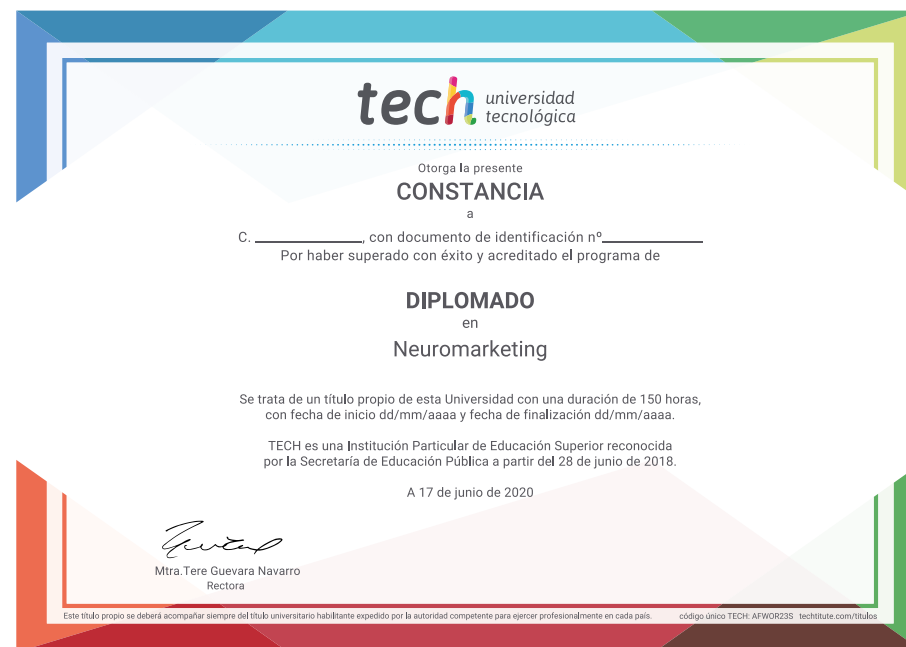 tech universidad
tecnológica
Otorga la presente
CONSTANCIA
a
C. ____________, con documento de identificación nº____________
Por haber superado con éxito y acreditado el programa de
DIPLOMADO
en
Neuromarketing
Se trata de un título propio de esta Universidad con una duración de 150 horas,
con fecha de inicio dd/mm/aaaa y fecha de finalización dd/mm/aaaa.
TECH es una Institución Particular de Educación Superior reconocida
por la Secretaría de Educación Pública a partir del 28 de junio de 2018.
A 17 de junio de 2020
Mtra.Tere Guevara Navarro
Rectora
Este título propio se deberá acompañar siempre del título universitario habilitante expedido por la autoridad competente para ejercer profesionalmente en cada país. código único TECH: AFWOR23S techtitute.com/titulos